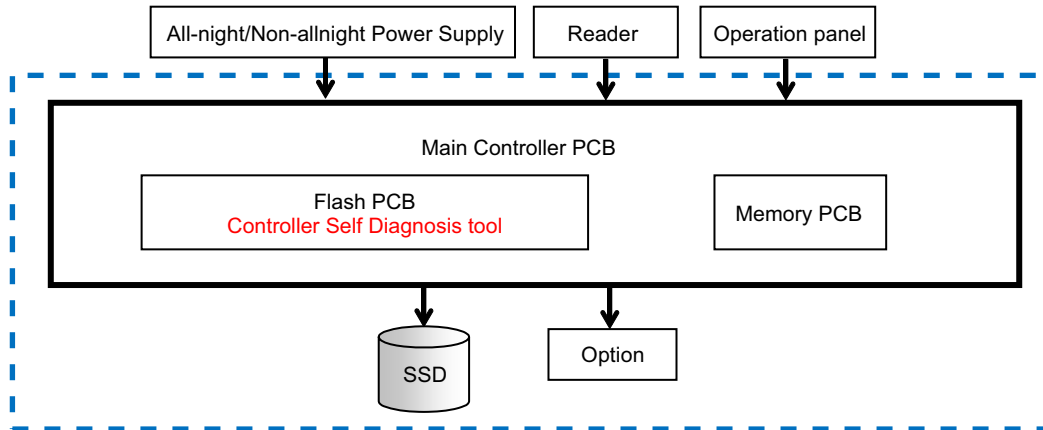 All-night/Non-allnight Power Supply
Reader
Operation panel
Main Controller PCB
Flash PCB
Controller Self Diagnosis tool
Memory PCB
SSD
Option